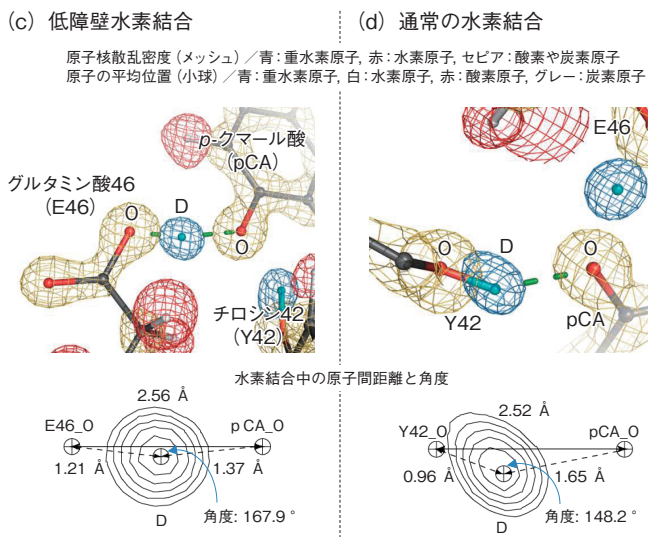 (c) 低障壁水素結合
(d) 通常の水素結合
原子核散乱密度（メッシュ）／青：重水素原子, 赤：水素原子, セピア：酸素や炭素原子
原子の平均位置（小球）／青：重水素原子, 白：水素原子, 赤：酸素原子, グレー：炭素原子
p-クマール酸
（pCA）
グルタミン酸46
（E46）
O
D
O
チロシン42
（Y42）
E46
O
D
O
Y42
pCA
水素結合中の原子間距離と角度
2.56 Å
E46_O
p CA_O
1.21 Å
1.37 Å
D
角度: 167.9 °
2.52 Å
Y42_O
pCA_O
0.96 Å
1.65 Å
D
角度: 148.2 °